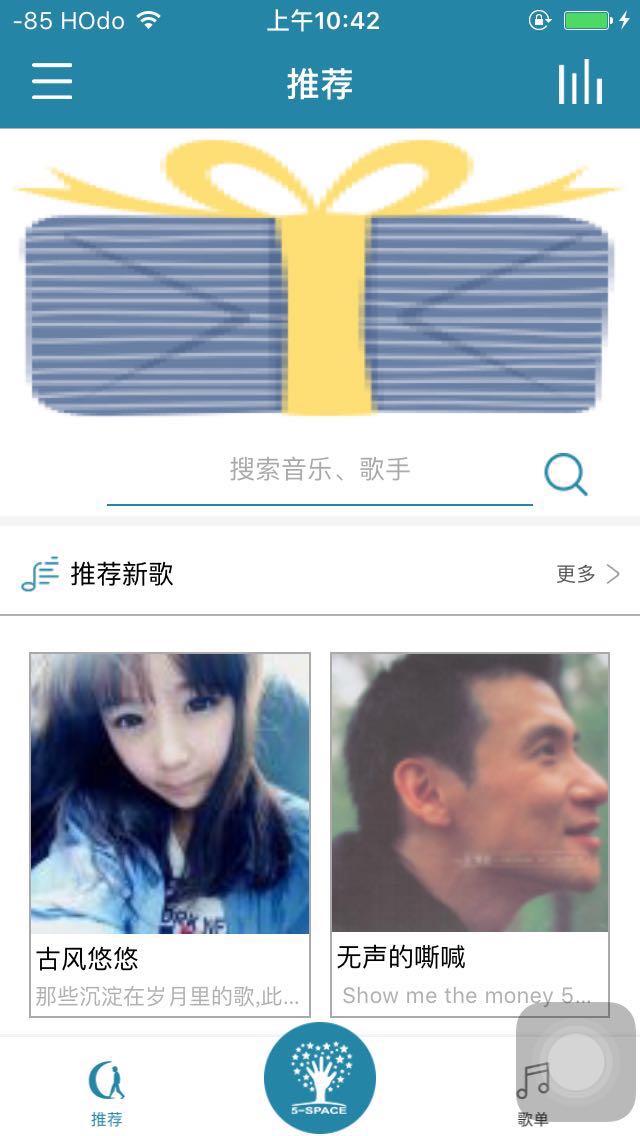 -85 HOdo 上午10:42
推荐
搜索音乐、歌手
推荐新歌 更多
古风悠悠
那些沉淀在岁月里的歌,此...
无声的嘶喊
Show me the money 5...
5-SPACE
推荐
歌单